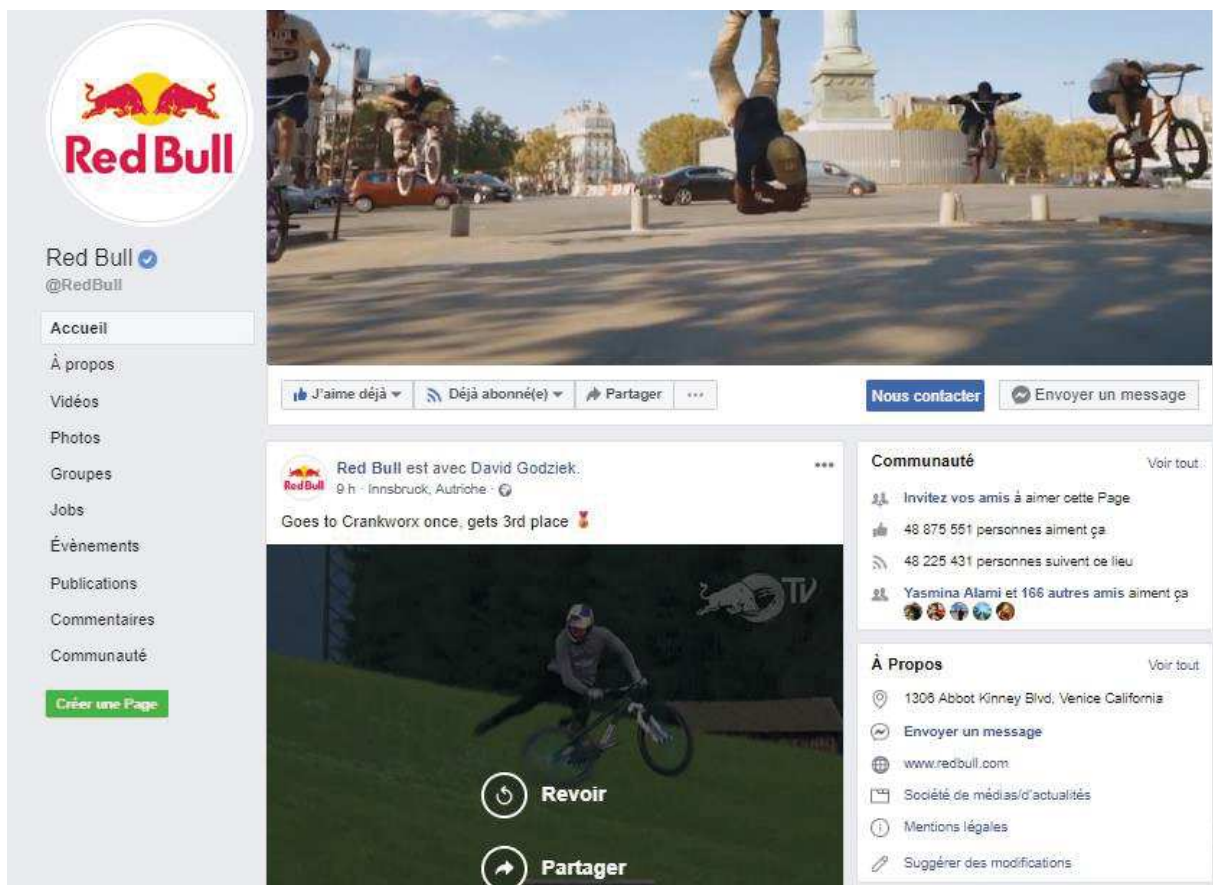 Red Bull
Red Bull
@RedBull
Accueil
À propos
Vidéos
Photos
Groupes
Jobs
Évènements
Publications
Commentaires
Communauté
Créer une Page
J'aime déjà
Déjà abonné(e)
Partager
...
Nous contacter
Envoyer un message
Red Bull
Red Bull est avec David Godziek.
9 h · Innsbruck, Autriche ·
Goes to Crankworx once, gets 3rd place
TV
Revoir
Partager
Communauté Voir tout
Invitez vos amis à aimer cette Page
48 875 551 personnes aiment ça
48 225 431 personnes suivent ce lieu
Yasmina Alami et 166 autres amis aiment ça
À Propos Voir tout
1306 Abbot Kinney Blvd, Venice California
Envoyer un message
www.redbull.com
Société de médias/d'actualités
Mentions légales
Suggérer des modifications